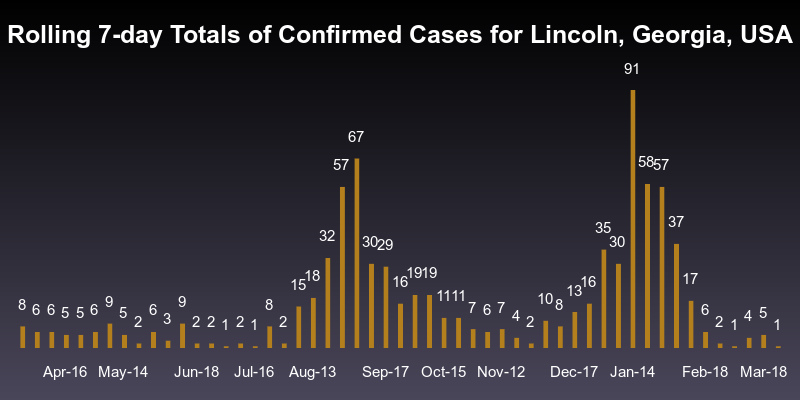 Rolling 7-day Totals of Confirmed Cases for Lincoln, Georgia, USA
8 6 6 5 5 6 9 5 2 6 3 9 2 2 1 2 1 8 2 15 18 32 57 67 30 29 16 19 19 11 11 7 6 7 4 2 10 8 13 16 35 30 91 58 57 37 17 6 2 1 4 5 1
Apr-16 May-14 Jun-18 Jul-16 Aug-13 Sep-17 Oct-15 Nov-12 Dec-17 Jan-14 Feb-18 Mar-18